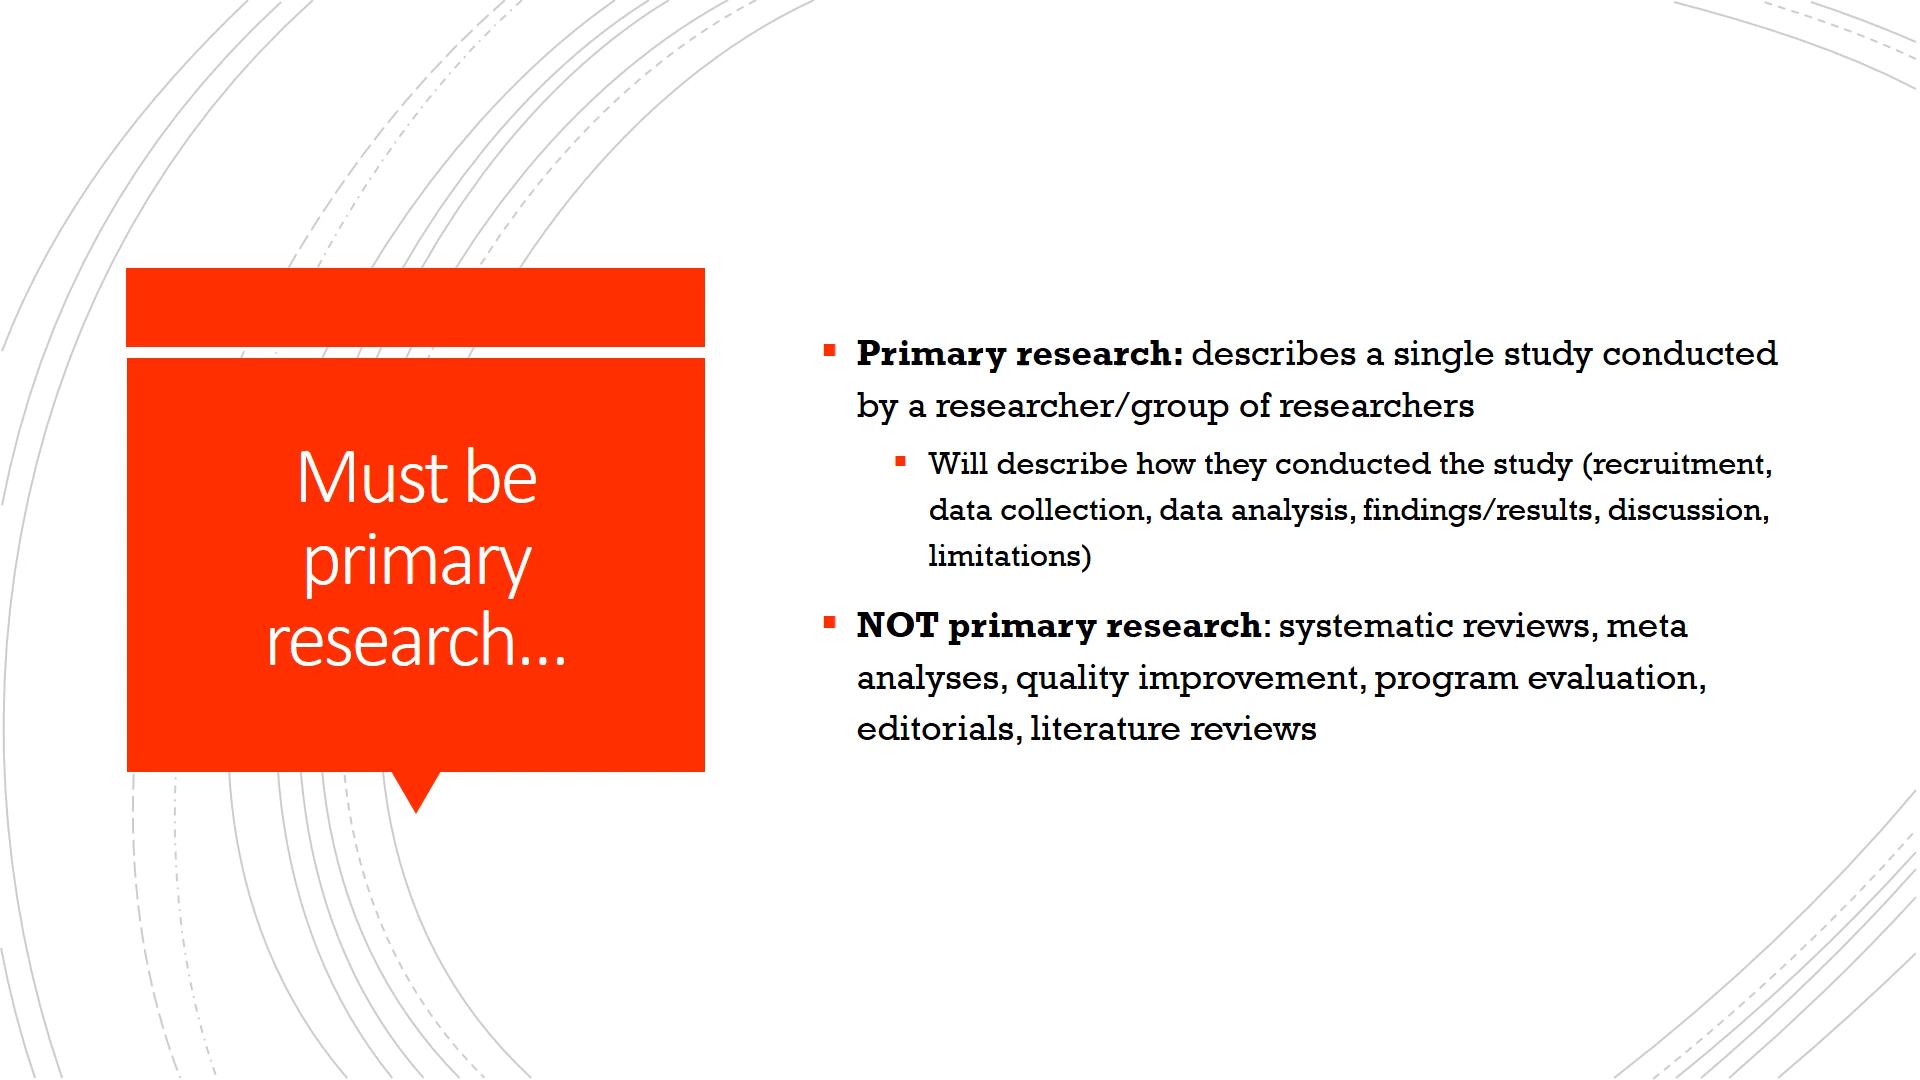 Must be
primary
research...
Primary research: describes a single study conducted
by a researcher/group of researchers
Will describe how they conducted the study (recruitment,
data collection, data analysis, findings/results, discussion,
limitations)
NOT primary research: systematic reviews, meta
analyses, quality improvement, program evaluation,
editorials, literature reviews